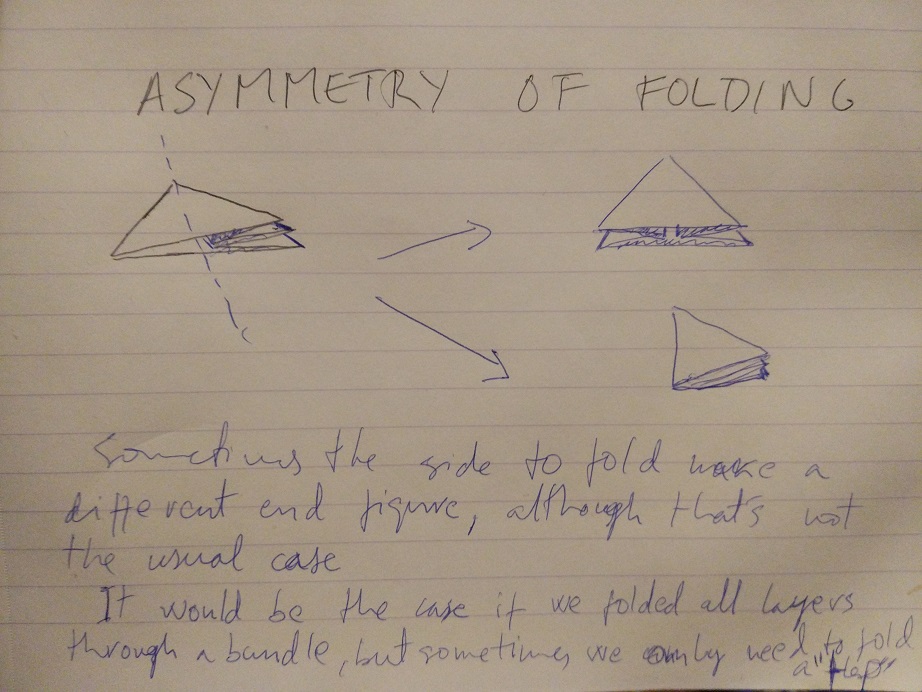 ASYMMETRY OF FOLDING
Sometimes the side to fold make a
different end figure, although that's not
the usual case
It would be the case if we folded all layers
through a bundle, but sometimes we only need to fold
a "flap"